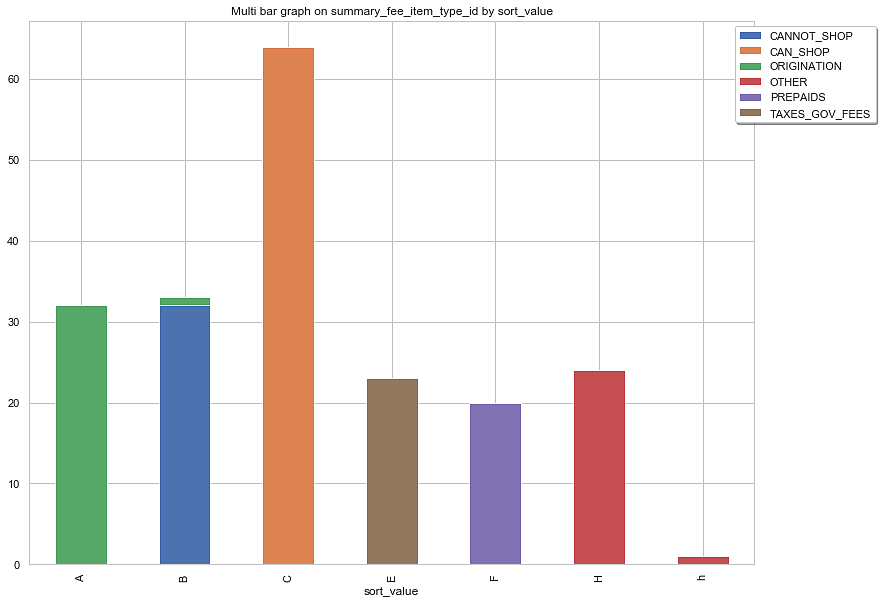 Multi bar graph on summary_fee_item_type_id by sort_value
CANNOT_SHOP
CAN_SHOP
ORIGINATION
OTHER
PREPAIDS
TAXES_GOV_FEES
60
50
40
30
20
10
0
A
B
C
E
F
H
h
sort_value